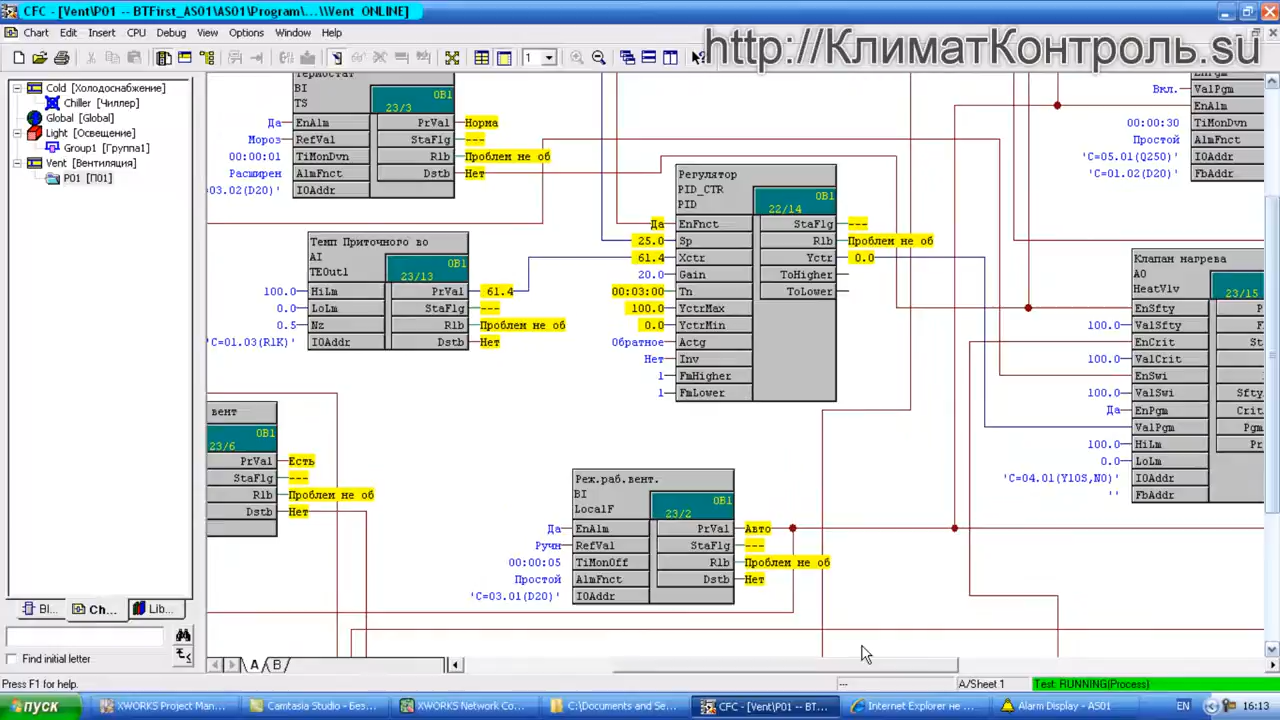 CFC - [Vent\P01 -- BTFirst_AS01\AS01\Program\...\\Vent ONLINE]
Chart Edit Insert CPU Debug View Options Window Help
http://КлиматКонтроль.su
1
Cold [Холодоснабжение]
Chiller [Чиллер]
Global [Global]
Light [Освещение]
Group1 [Группа1]
Vent [Вентиляция]
P01 [П01]
Термостат
BI
TS
OB1
23/3
Да EnAlm PrVal Норма
Мороз RefVal StaFlg ---
00:00:01 TiMonDvn Rlb Проблем не об
Расширен AlmFnct Dstb Нет
03.02(D20)' IOAddr
Темп Приточного во
AI
TEOut1
OB1
23/13
100.0 HiLm PrVal 61.4
0.0 LoLm StaFlg ---
0.5 Nz Rlb Проблем не об
'C=01.03(R1K)' IOAddr Dstb Нет
Регулятор
PID_CTR
PID
OB1
22/14
Да EnFnct StaFlg ---
25.0 Sp Rlb Проблем не об
61.4 Xctr Yctr 0.0
20.0 Gain ToHigher
00:03:00 Tn ToLower
100.0 YctrMax
0.0 YctrMin
Обратное Actg
Нет Inv
1 FmHigher
1 FmLower
вент
OB1
23/6
PrVal Есть
StaFlg ---
Rlb Проблем не об
Dstb Нет
Реж.раб.вент.
BI
LocalF
OB1
23/2
Да EnAlm PrVal Авто
Ручн RefVal StaFlg ---
00:00:05 TiMonOff Rlb Проблем не об
Простой AlmFnct Dstb Нет
'C=03.01(D20)' IOAddr
Вкл. ValPgm
EnAlm
00:00:30 TiMonDvn
Простой AlmFnct
'C=05.01(Q250)' IOAddr
'C=01.02(D20)' FbAddr
Клапан нагрева
AO
HeatVlv
OB1
23/15
EnSfty
100.0 ValSfty
EnCrit
100.0 ValCrit
EnSwi
100.0 ValSwi Sfty
Да EnPgm Crit
ValPgm Pgm
100.0 HiLm Pr
0.0 LoLm
'C=04.01(Y10S,NO)' IOAddr
'' FbAddr
Bl... Ch... Lib...
Find initial letter
A B
Press F1 for help.
---
A/Sheet 1
Test: RUNNING(Process)
пуск
XWORKS Project Man...
Camtasia Studio - Без...
XWORKS Network Co...
C:\Documents and Se...
CFC - [Vent\P01 -- BT...
Internet Explorer не ...
Alarm Display - AS01
EN
16:13